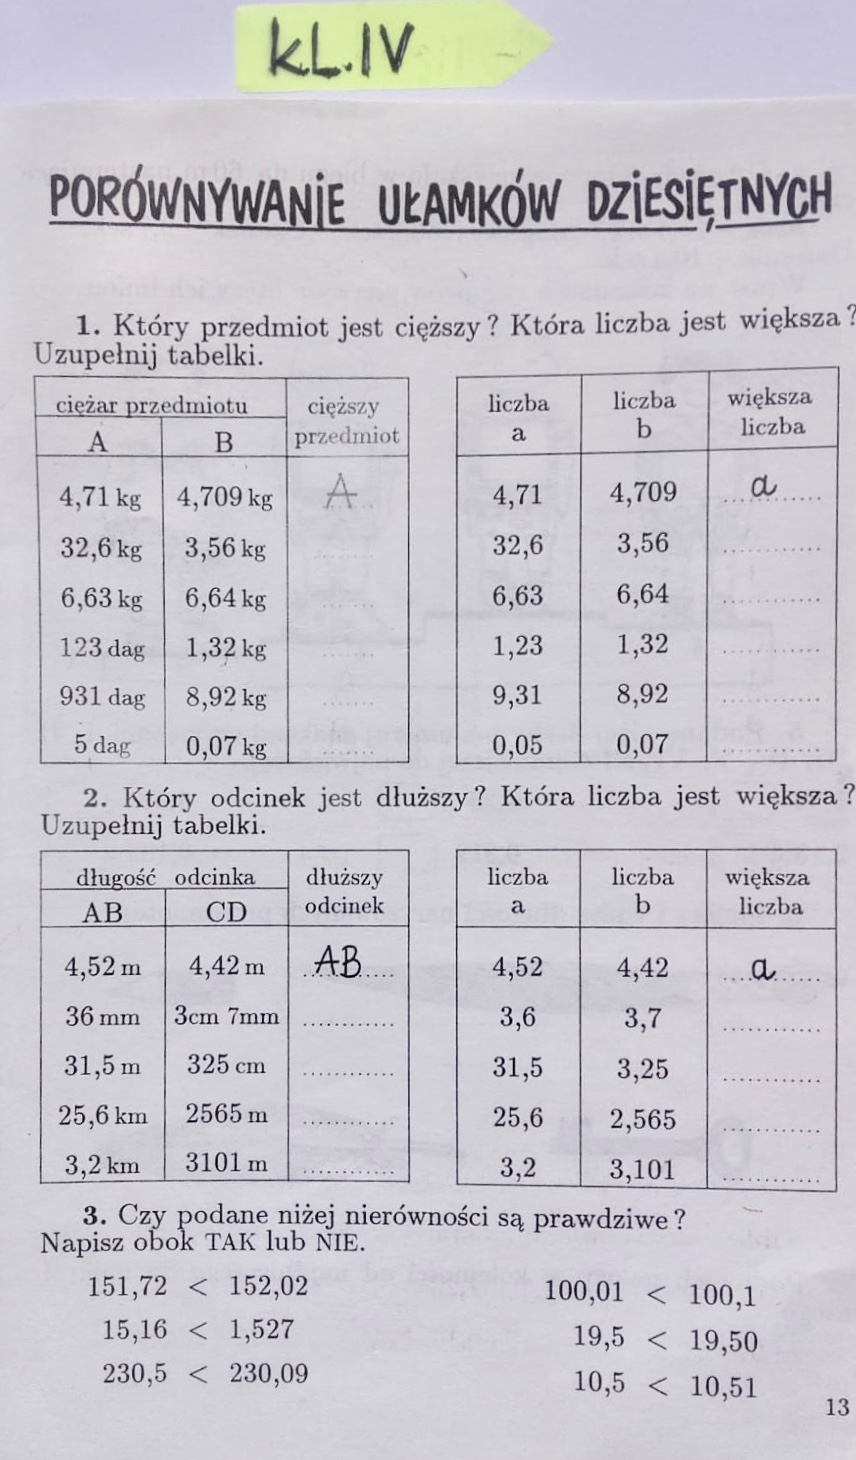 kL.IV
PORÓWNYWANiE UŁAMKÓW DZiESiĘTNYCH
1. Który przedmiot jest cięższy? Która liczba jest większa?
Uzupełnij tabelki.
ciężar przedmiotu cięższy
A B przedmiot
4,71 kg 4,709 kg A
32,6 kg 3,56 kg ........
6,63 kg 6,64 kg ........
123 dag 1,32 kg ........
931 dag 8,92 kg ........
5 dag 0,07 kg ........
liczba liczba większa
a b liczba
4,71 4,709 a
32,6 3,56 ............
6,63 6,64 ............
1,23 1,32 ............
9,31 8,92 ............
0,05 0,07 ............
2. Który odcinek jest dłuższy? Która liczba jest większa?
Uzupełnij tabelki.
długość odcinka dłuższy
AB CD odcinek
4,52 m 4,42 m AB
36 mm 3cm 7mm ............
31,5 m 325 cm ............
25,6 km 2565 m ............
3,2 km 3101 m ............
liczba liczba większa
a b liczba
4,52 4,42 a
3,6 3,7 ............
31,5 3,25 ............
25,6 2,565 ............
3,2 3,101 ............
3. Czy podane niżej nierówności są prawdziwe?
Napisz obok TAK lub NIE.
151,72 < 152,02
15,16 < 1,527
230,5 < 230,09
100,01 < 100,1
19,5 < 19,50
10,5 < 10,51
13